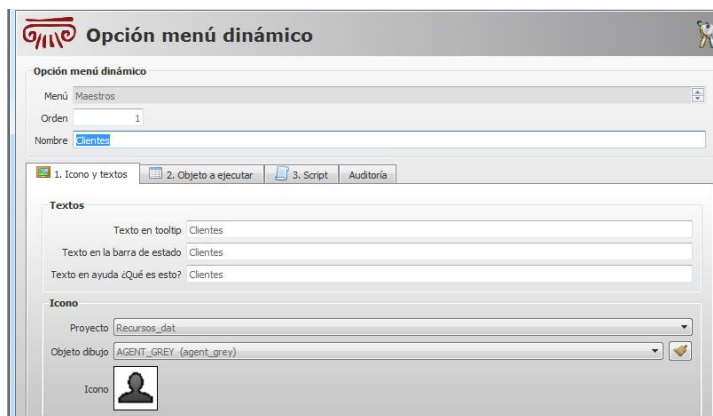 Opción menú dinámico
Opción menú dinámico
Menú Maestros
Orden 1
Nombre Clientes
1. Icono y textos 2. Objeto a ejecutar 3. Script Auditoría
Textos
Texto en tooltip Clientes
Texto en la barra de estado Clientes
Texto en ayuda ¿Qué es esto? Clientes
Icono
Proyecto Recursos_dat
Objeto dibujo AGENT_GREY (agent_grey)
Icono